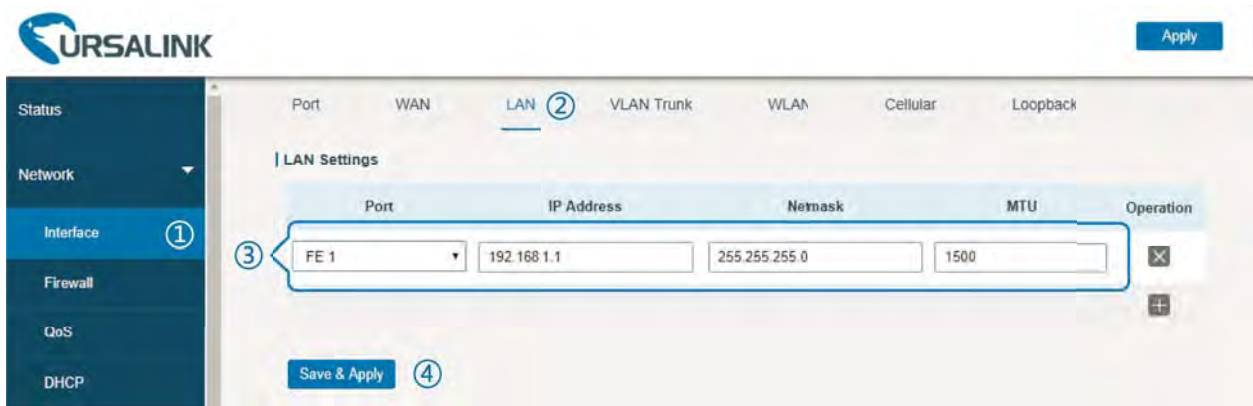 URSALINK
Apply
Status
Port WAN LAN ② VLAN Trunk WLAN Cellular Loopback
LAN Settings
Network
Port IP Address Netmask MTU Operation
Interface ①
③ FE 1 192.168.1.1 255.255.255.0 1500
Firewall
QoS
Save & Apply ④
DHCP